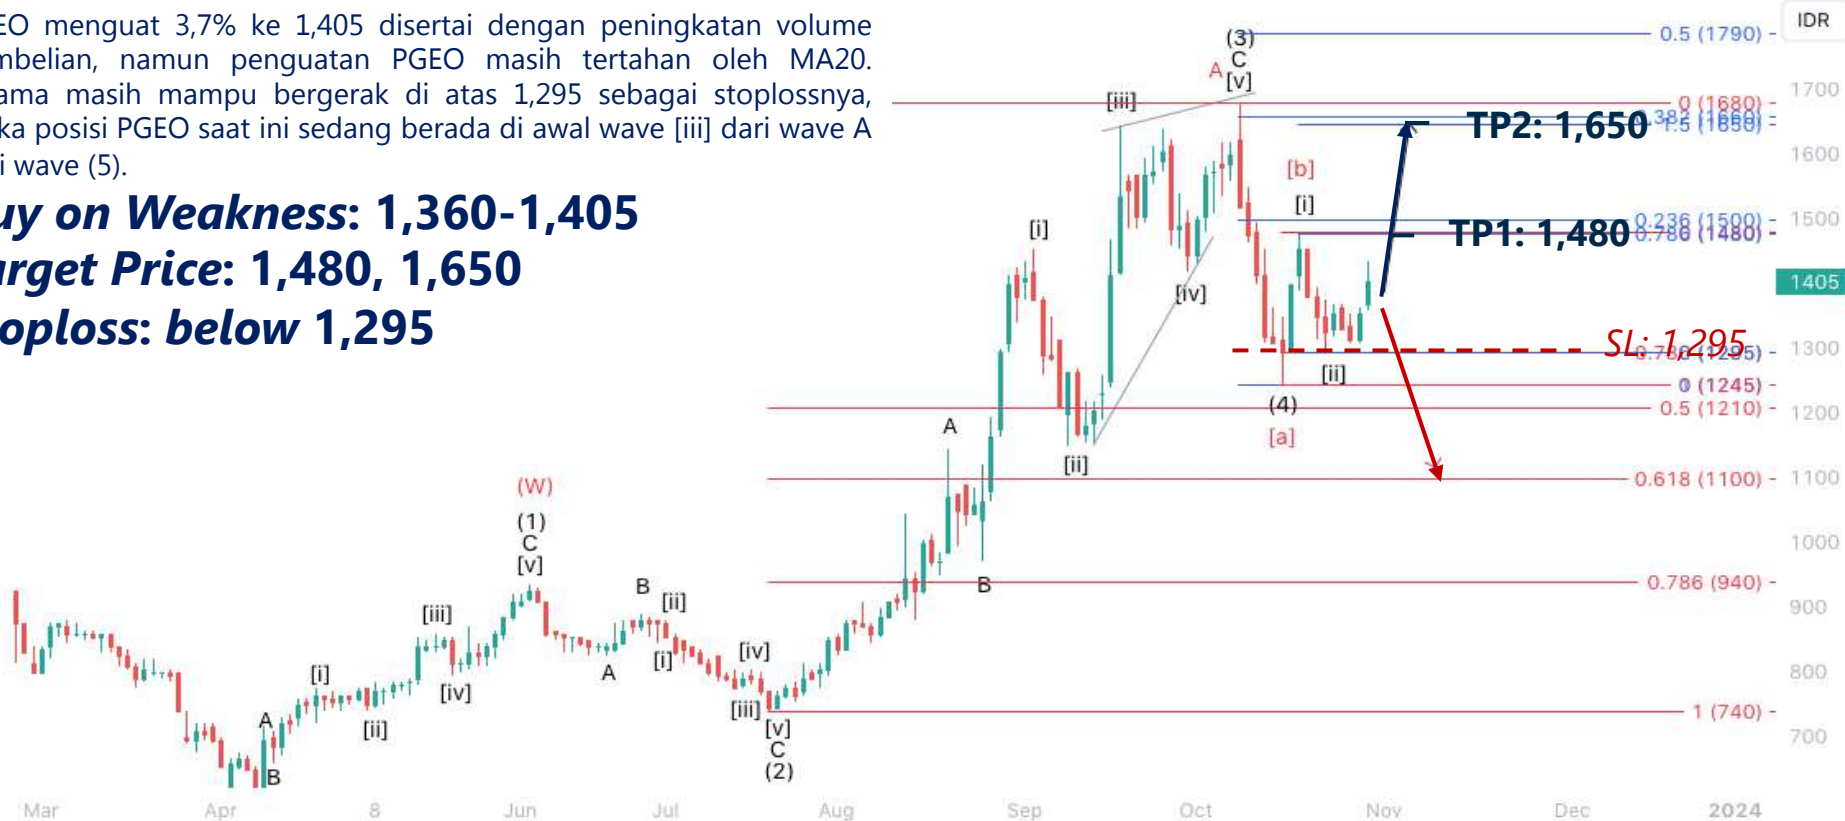 EO menguat 3,7% ke 1,405 disertai dengan peningkatan volume
mbelian, namun penguatan PGEO masih tertahan oleh MA20.
ama masih mampu bergerak di atas 1,295 sebagai stoplossnya,
ka posisi PGEO saat ini sedang berada di awal wave [iii] dari wave A
i wave (5).
uy on Weakness: 1,360-1,405
arget Price: 1,480, 1,650
oploss: below 1,295
IDR
0.5 (1790)
(3)
C
A [v]
[iii]
1700
0 (1680)
TP2: 1,650
1600
[b]
[i]
[i]
0.236 (1500)
1500
TP1: 1,480
[iv]
1405
SL: 1,295
1300
[ii]
0 (1245)
(4)
0.5 (1210)
1200
A
[a]
[ii]
0.618 (1100)
1100
(W)
(1)
C
[v]
1000
B
B
[ii]
0.786 (940)
900
[iii]
[i]
[iv]
[i]
A
[iv]
800
[ii]
A
B
[iii]
[v]
C
(2)
1 (740)
700
Mar Apr 8 Jun Jul Aug Sep Oct Nov Dec 2024